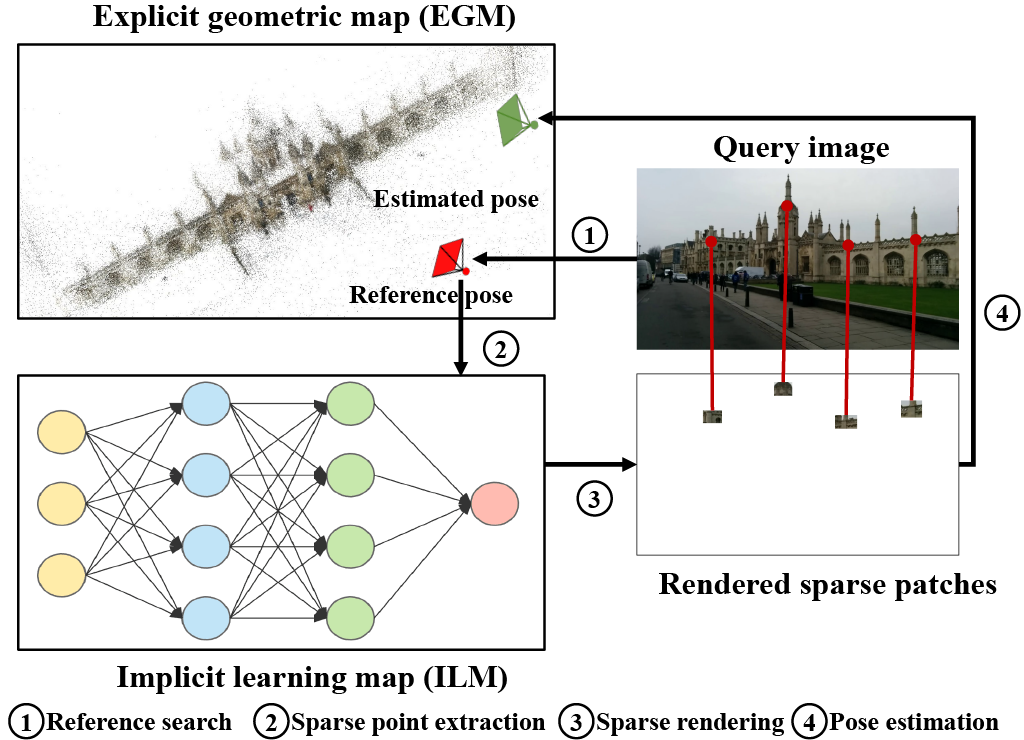 Explicit geometric map (EGM)
Query image
Estimated pose
1
Reference pose
2
4
3
Rendered sparse patches
Implicit learning map (ILM)
1 Reference search 2 Sparse point extraction 3 Sparse rendering 4 Pose estimation